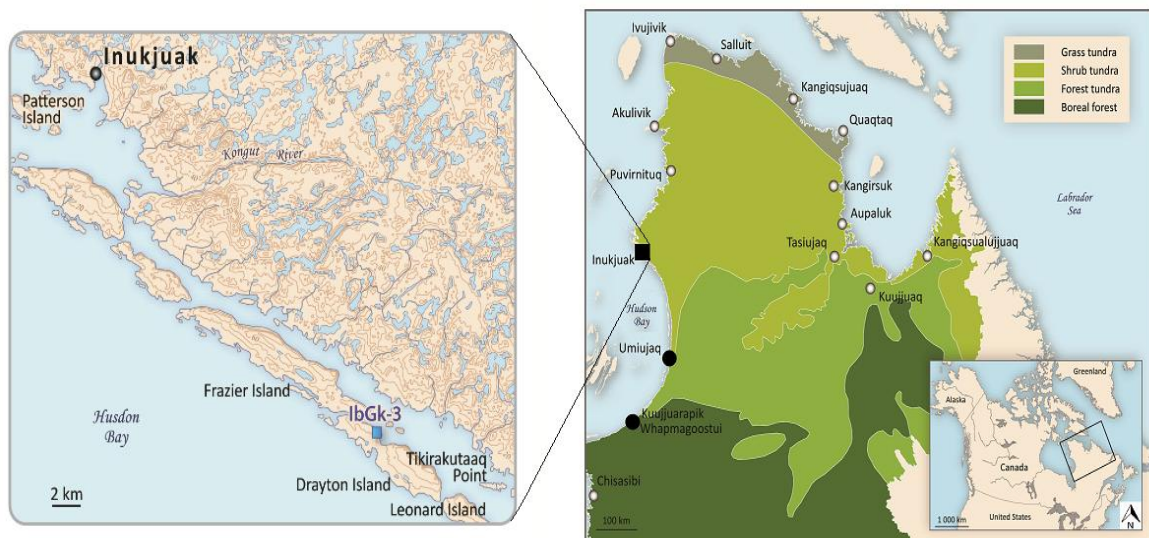 Inukjuak
Patterson
Island
Kongut River
Frazier Island
IbGk-3
Husdon
Bay
Tikirakutaaq
Point
Drayton Island
Leonard Island
2 km
Ivujivik
Salluit
Kangiqsujuaq
Quaqtaq
Akulivik
Puvirnituq
Kangirsuk
Aupaluk
Labrador
Sea
Tasiujaq
Kangiqsualujjuaq
Inukjuak
Kuujjuaq
Hudson
Bay
Umiujaq
Kuujjuarapik
Whapmagoostui
Chisasibi
100 km
Grass tundra
Shrub tundra
Forest tundra
Boreal forest
Greenland
Alaska
Canada
United States
1 000 km
N